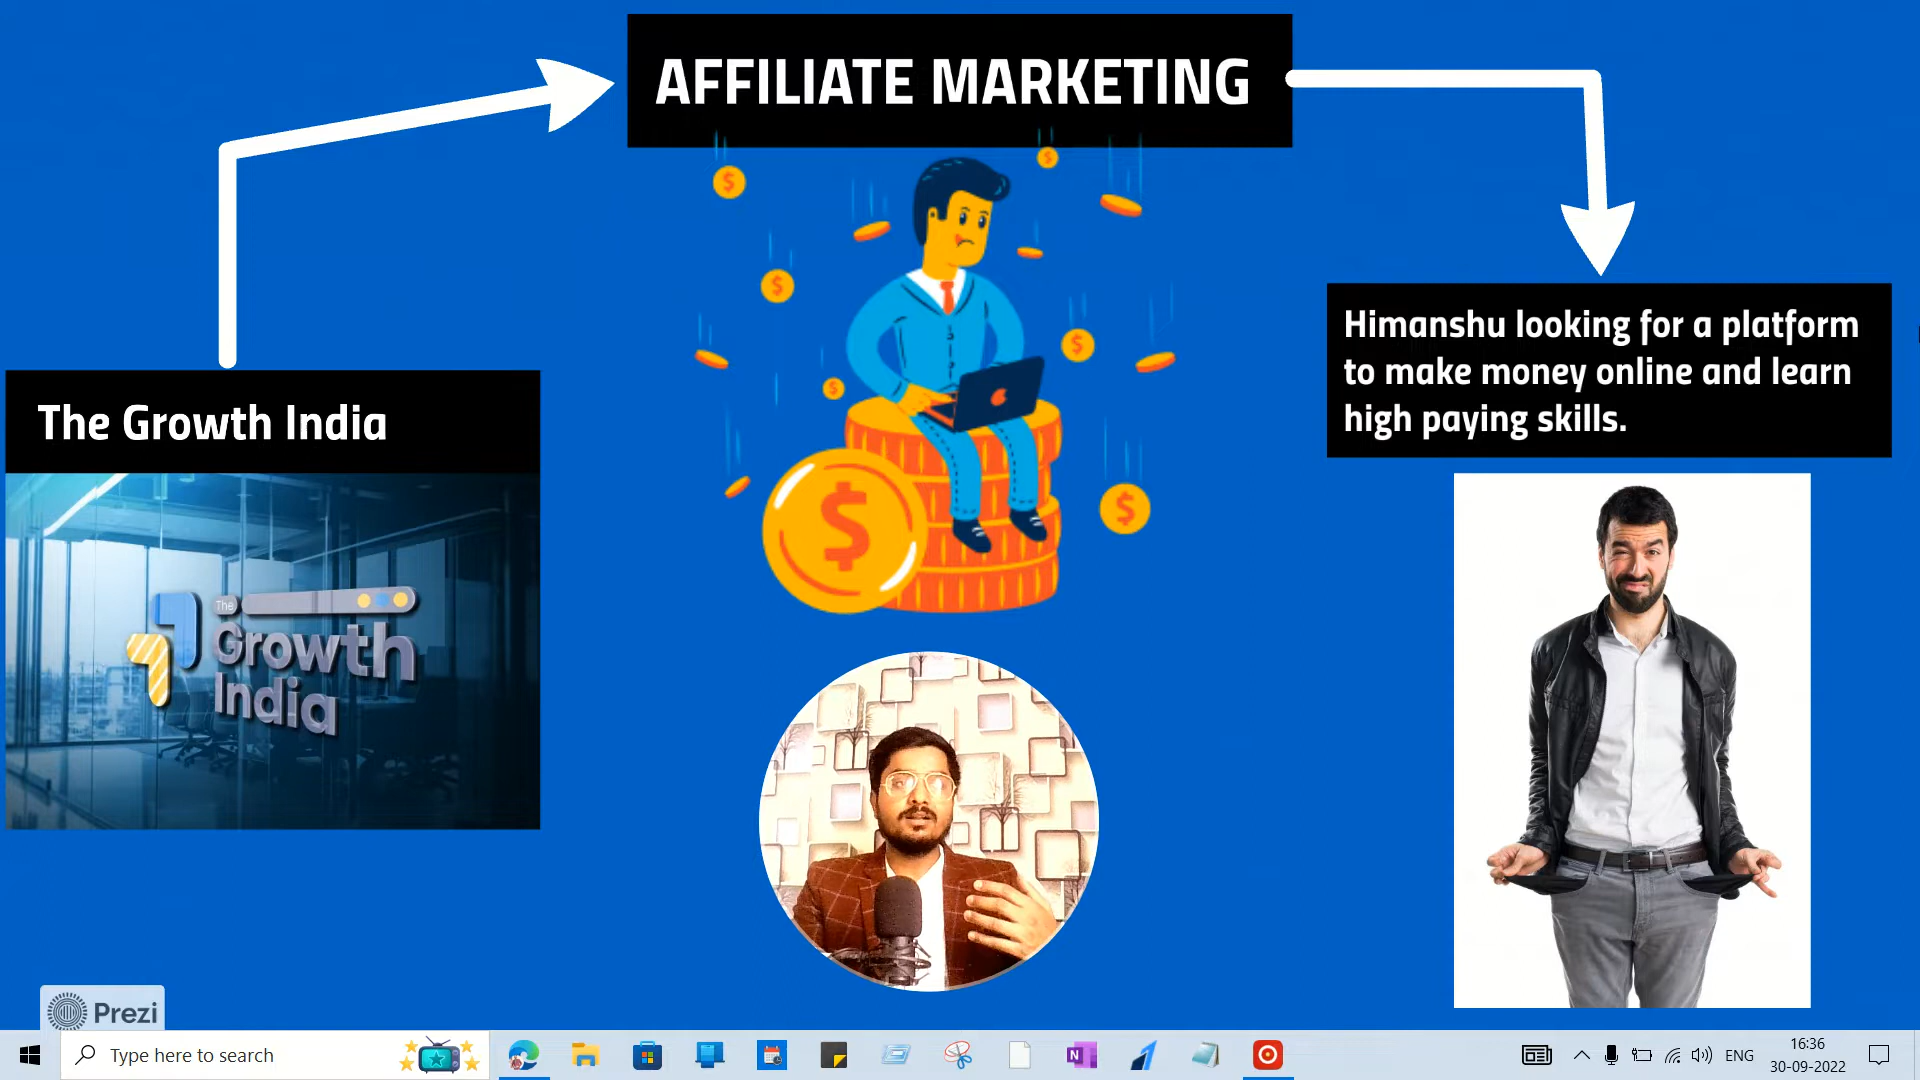 AFFILIATE MARKETING
The Growth India
The
Growth
India
Himanshu looking for a platform
to make money online and learn
high paying skills.
Prezi
Type here to search
ENG
16:36
30-09-2022